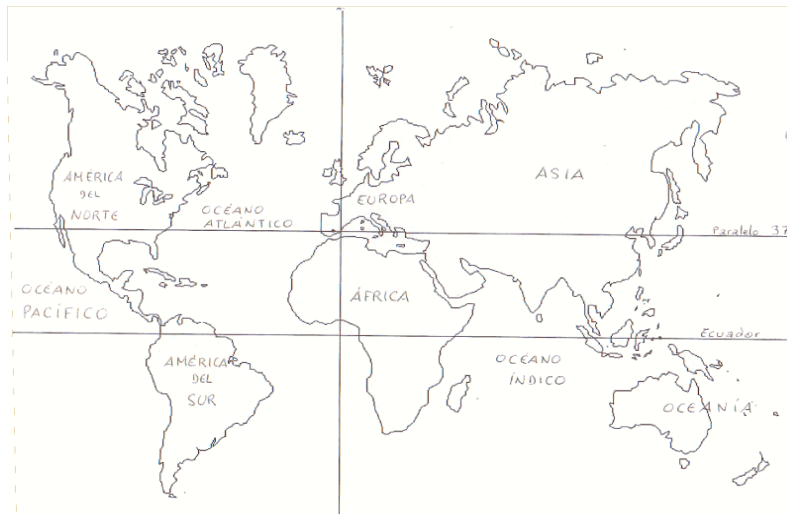 AMÉRICA
DEL
NORTE
OCÉANO
ATLÁNTICO
EUROPA
ASIA
Paralelo 37
OCÉANO
PACÍFICO
ÁFRICA
Ecuador
AMÉRICA
DEL
SUR
OCÉANO
ÍNDICO
OCEANÍA